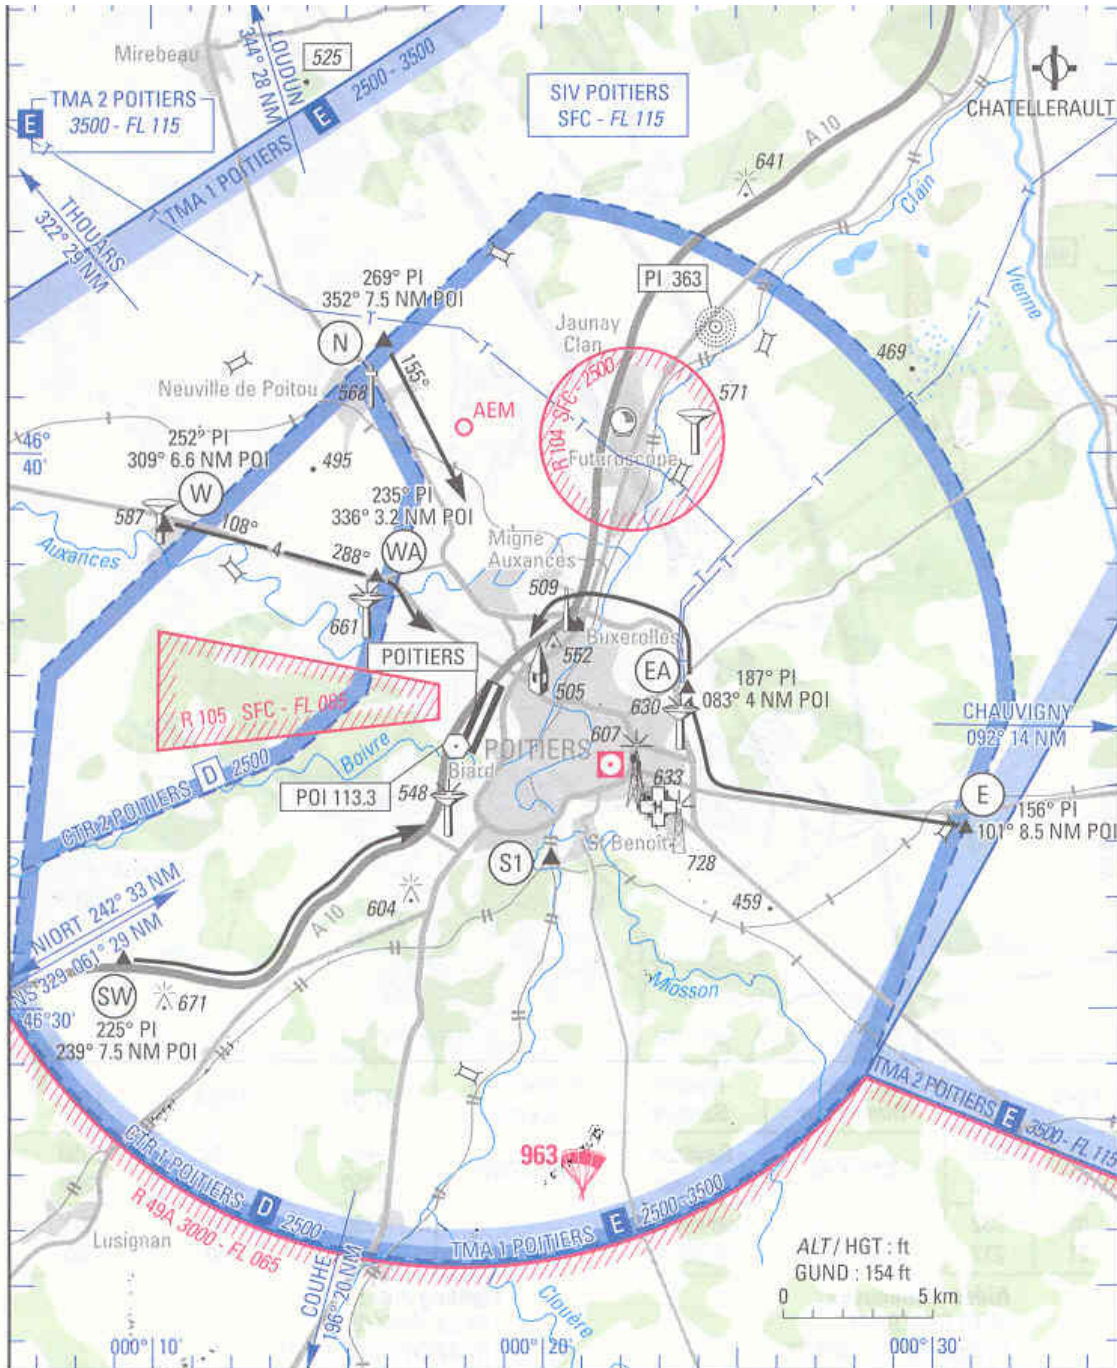 Mirebeau
525
LOUDUN
344° 28 NM
TMA 2 POITIERS
E
3500 - FL 115
TMA 1 POITIERS
E
2500 - 3500
SIV POITIERS
SFC - FL 115
CHATELLERAULT
A 10
641
Clain
Vienne
THOUARS
322° 29 NM
269° PI
352° 7.5 NM POI
N
155°
PI 363
Jaunay
Clan
469
568
Neuville de Poitou
AEM
R 104 SFC - 2500
571
Futuroscope
46°
40'
252° PI
309° 6.6 NM POI
495
W
587
108°
4
288°
235° PI
336° 3.2 NM POI
WA
Auxances
Migné
Auxances
509
661
POITIERS
552
Buxerolles
505
EA
630
187° PI
083° 4 NM POI
R 105 SFC - FL 085
CHAUVIGNY
092° 14 NM
CTR 2 POITIERS
D
2500
Boivre
POITIERS
607
Biard
POI 113.3
548
633
H
E
156° PI
101° 8.5 NM POI
S1
St Benoît
728
604
459
A 10
NIORT 242° 33 NM
NS 329 061° 29 NM
SW
671
46°30'
225° PI
239° 7.5 NM POI
Miosson
TMA 2 POITIERS
E
3500 - FL 115
963
CTR 1 POITIERS
D
2500
R 49A 3000 - FL 065
TMA 1 POITIERS
E
2500-3500
Lusignan
COUHE
196° 20 NM
Clouère
ALT / HGT : ft
GUND : 154 ft
0
5 km
000° 10'
000° 20'
000° 30'